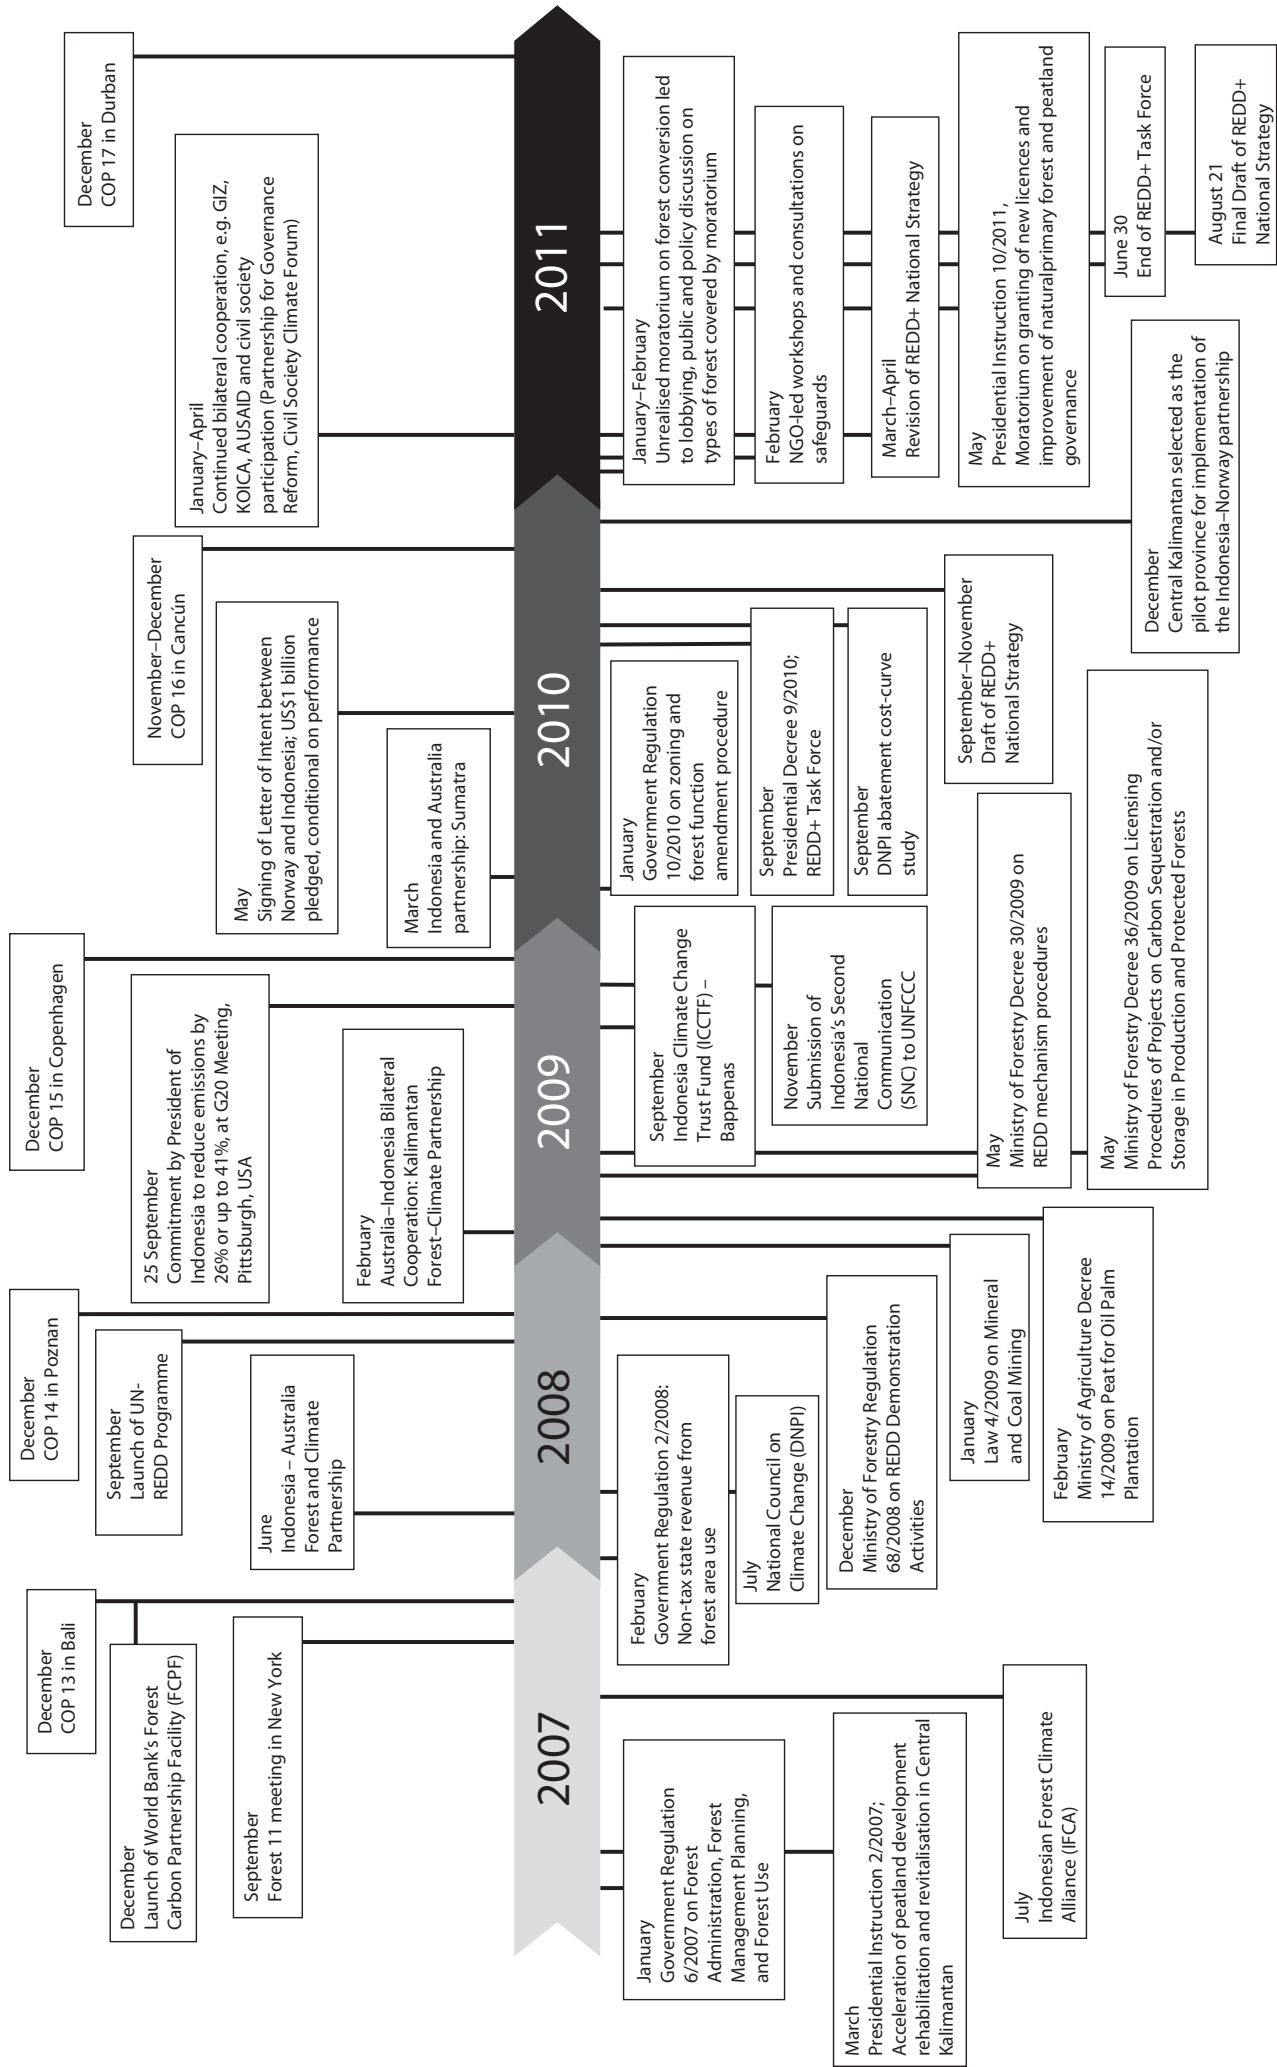 December
COP 13 in Bali
December
Launch of World Bank's Forest
Carbon Partnership Facility (FCPF)
September
Forest 11 meeting in New York
December
COP 14 in Poznan
September
Launch of UN-
REDD Programme
June
Indonesia – Australia
Forest and Climate
Partnership
December
COP 15 in Copenhagen
25 September
Commitment by President of
Indonesia to reduce emissions by
26% or up to 41%, at G20 Meeting,
Pittsburgh, USA
February
Australia–Indonesia Bilateral
Cooperation: Kalimantan
Forest–Climate Partnership
November–December
COP 16 in Cancún
May
Signing of Letter of Intent between
Norway and Indonesia; US$1 billion
pledged, conditional on performance
March
Indonesia and Australia
partnership: Sumatra
December
COP 17 in Durban
January–April
Continued bilateral cooperation, e.g. GIZ,
KOICA, AUSAID and civil society
participation (Partnership for Governance
Reform, Civil Society Climate Forum)
2007
2008
2009
2010
2011
January
Government Regulation
6/2007 on Forest
Administration, Forest
Management Planning,
and Forest Use
March
Presidential Instruction 2/2007;
Acceleration of peatland development
rehabilitation and revitalisation in Central
Kalimantan
July
Indonesian Forest Climate
Alliance (IFCA)
February
Government Regulation 2/2008:
Non-tax state revenue from
forest area use
July
National Council on
Climate Change (DNPI)
December
Ministry of Forestry Regulation
68/2008 on REDD Demonstration
Activities
January
Law 4/2009 on Mineral
and Coal Mining
February
Ministry of Agriculture Decree
14/2009 on Peat for Oil Palm
Plantation
September
Indonesia Climate Change
Trust Fund (ICCTF) –
Bappenas
November
Submission of
Indonesia's Second
National
Communication
(SNC) to UNFCCC
May
Ministry of Forestry Decree 30/2009 on
REDD mechanism procedures
May
Ministry of Forestry Decree 36/2009 on Licensing
Procedures of Projects on Carbon Sequestration and/or
Storage in Production and Protected Forests
January
Government Regulation
10/2010 on zoning and
forest function
amendment procedure
September
Presidential Decree 9/2010;
REDD+ Task Force
September
DNPI abatement cost-curve
study
September–November
Draft of REDD+
National Strategy
December
Central Kalimantan selected as the
pilot province for implementation of
the Indonesia–Norway partnership
January–February
Unrealised moratorium on forest conversion led
to lobbying, public and policy discussion on
types of forest covered by moratorium
February
NGO-led workshops and consultations on
safeguards
March–April
Revision of REDD+ National Strategy
May
Presidential Instruction 10/2011,
Moratorium on granting of new licences and
improvement of naturalprimary forest and peatland
governance
June 30
End of REDD+ Task Force
August 21
Final Draft of REDD+
National Strategy